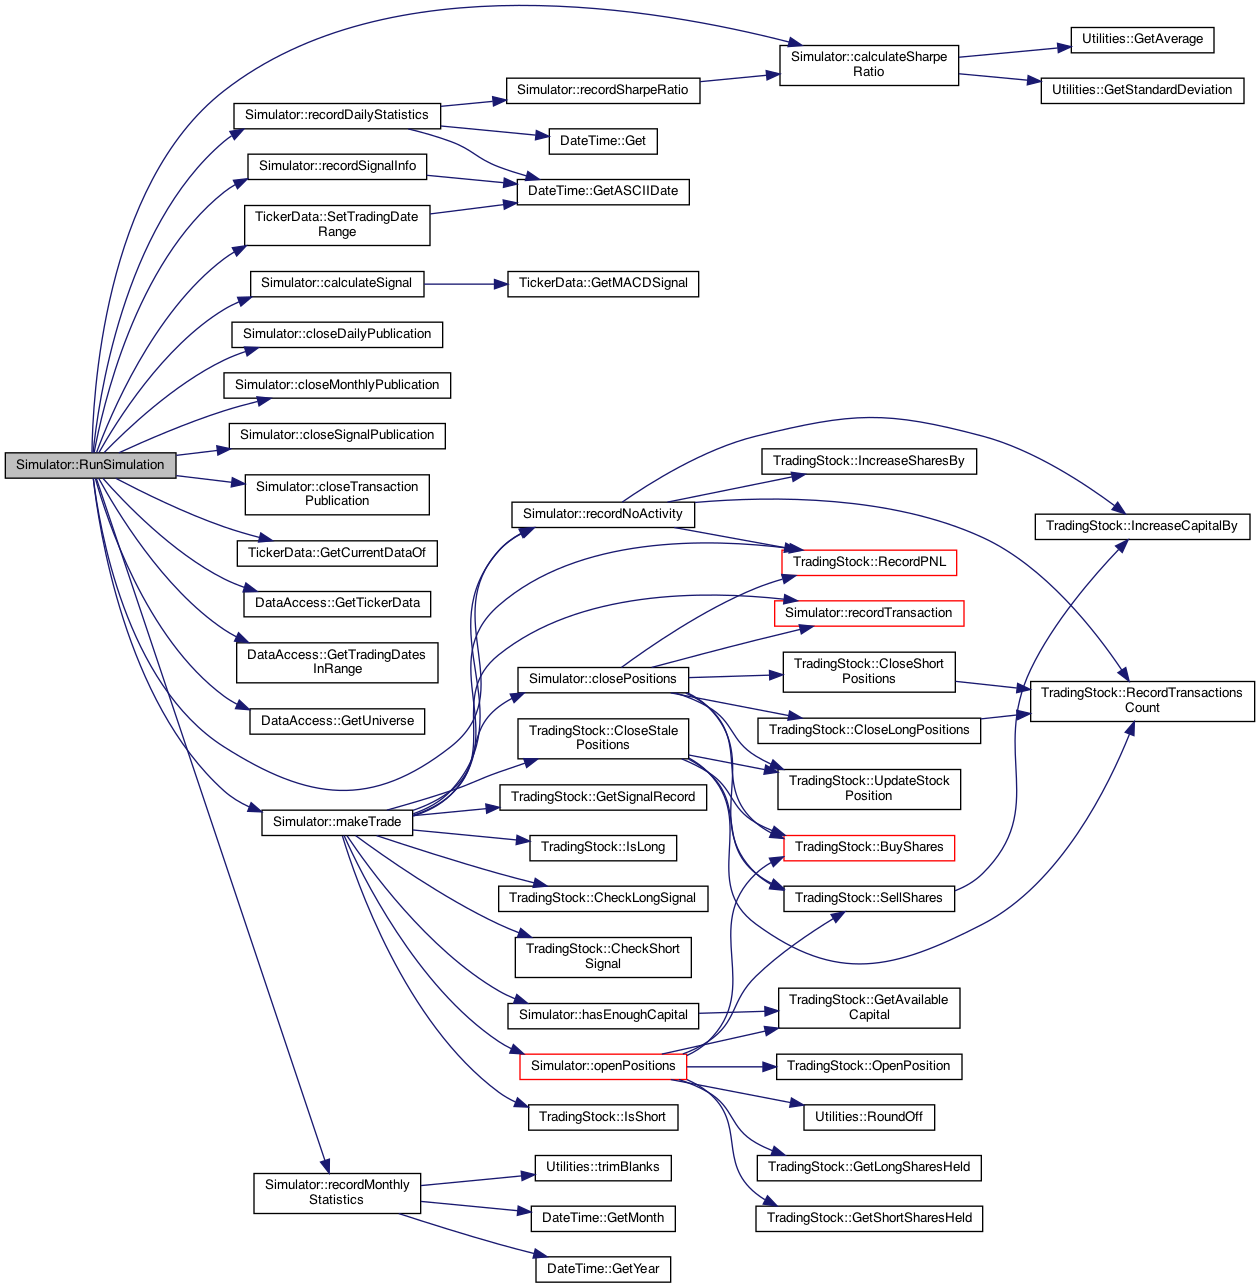 Simulator::RunSimulation
Simulator::calculateSharpe
Ratio
Utilities::GetAverage
Utilities::GetStandardDeviation
Simulator::recordDailyStatistics
Simulator::recordSharpeRatio
DateTime::Get
Simulator::recordSignalInfo
DateTime::GetASCIIDate
TickerData::SetTradingDate
Range
Simulator::calculateSignal
TickerData::GetMACDSignal
Simulator::closeDailyPublication
Simulator::closeMonthlyPublication
Simulator::closeSignalPublication
Simulator::closeTransaction
Publication
TickerData::GetCurrentDataOf
DataAccess::GetTickerData
DataAccess::GetTradingDates
InRange
DataAccess::GetUniverse
Simulator::makeTrade
Simulator::recordMonthly
Statistics
Simulator::recordNoActivity
Simulator::closePositions
TradingStock::CloseStale
Positions
TradingStock::GetSignalRecord
TradingStock::IsLong
TradingStock::CheckLongSignal
TradingStock::CheckShort
Signal
Simulator::hasEnoughCapital
Simulator::openPositions
TradingStock::IsShort
Utilities::trimBlanks
DateTime::GetMonth
DateTime::GetYear
TradingStock::IncreaseSharesBy
TradingStock::IncreaseCapitalBy
TradingStock::RecordPNL
Simulator::recordTransaction
TradingStock::CloseShort
Positions
TradingStock::RecordTransactions
Count
TradingStock::CloseLongPositions
TradingStock::UpdateStock
Position
TradingStock::BuyShares
TradingStock::SellShares
TradingStock::GetAvailable
Capital
TradingStock::OpenPosition
Utilities::RoundOff
TradingStock::GetLongSharesHeld
TradingStock::GetShortSharesHeld